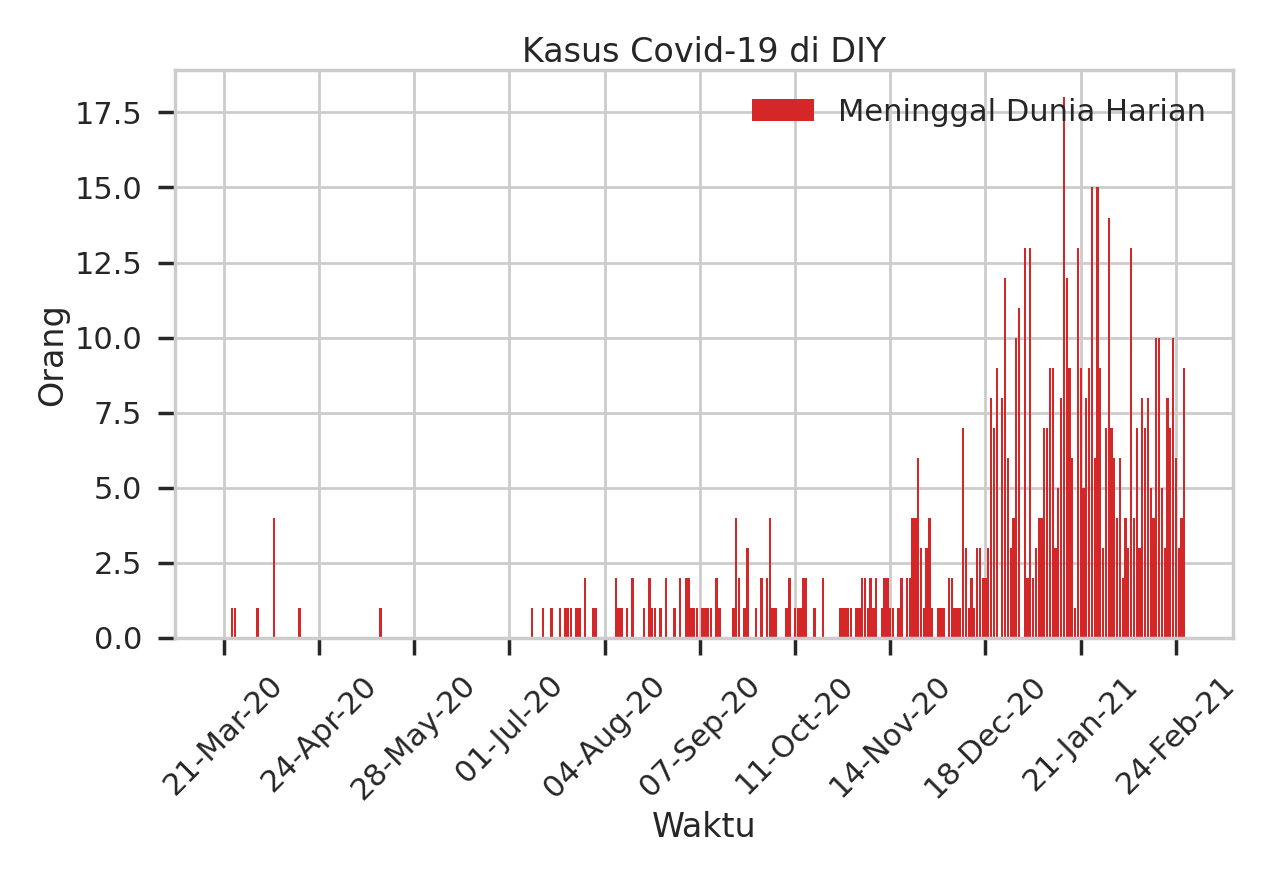 Kasus Covid-19 di DIY
Meninggal Dunia Harian
17.5
15.0
12.5
10.0
7.5
5.0
2.5
0.0
Orang
21-Mar-20
24-Apr-20
28-May-20
01-Jul-20
04-Aug-20
07-Sep-20
11-Oct-20
14-Nov-20
18-Dec-20
21-Jan-21
24-Feb-21
Waktu